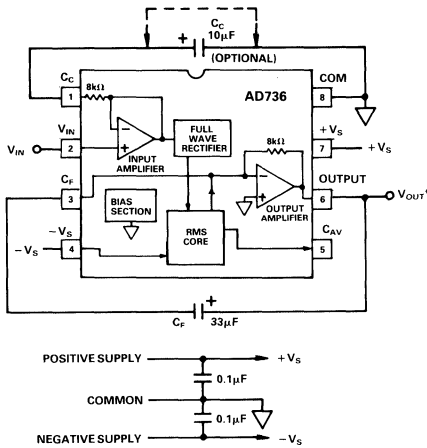 CC
10µF
+
(OPTIONAL)
CC
1
8kΩ
AD736
COM
8
VIN
VIN
2
−
+
INPUT
AMPLIFIER
FULL
WAVE
RECTIFIER
+VS
7
+VS
8kΩ
CF
3
BIAS
SECTION
−
+
OUTPUT
AMPLIFIER
OUTPUT
6
VOUT
−VS
−VS
4
RMS
CORE
CAV
5
+
CF
33µF
POSITIVE SUPPLY
+VS
0.1µF
COMMON
0.1µF
NEGATIVE SUPPLY
−VS